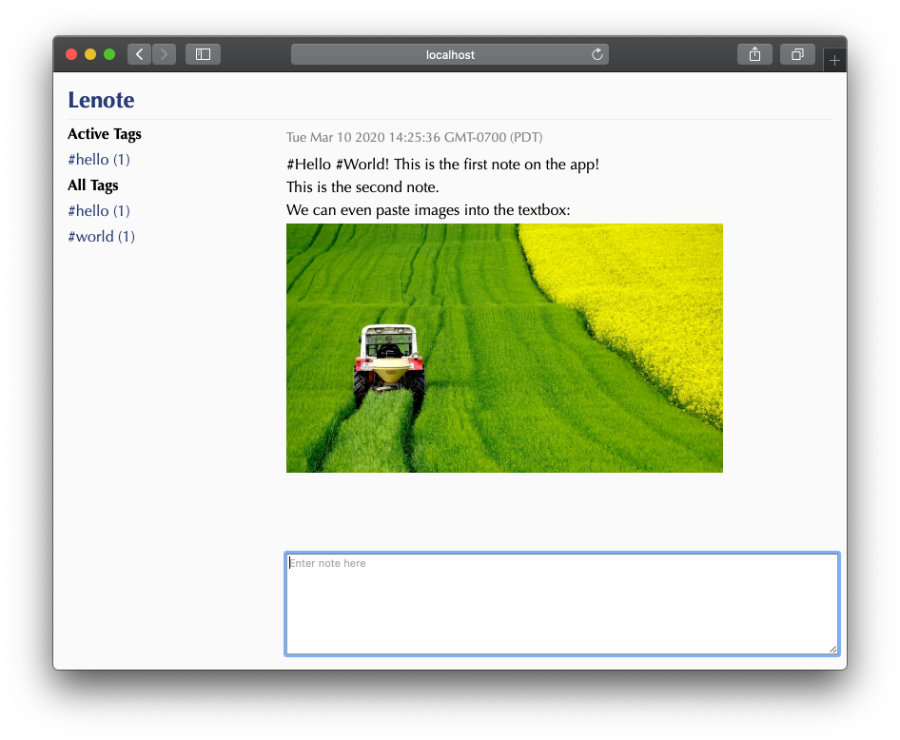 localhost
Lenote
Active Tags
#hello (1)
All Tags
#hello (1)
#world (1)
Tue Mar 10 2020 14:25:36 GMT-0700 (PDT)
#Hello #World! This is the first note on the app!
This is the second note.
We can even paste images into the textbox:
Enter note here